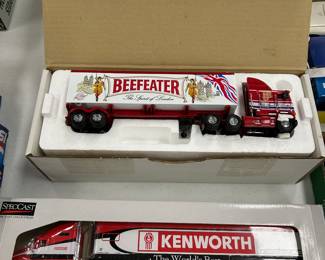 BEEFEATER
The Spirit of London
SPECCAST
KENWORTH
The World's Best